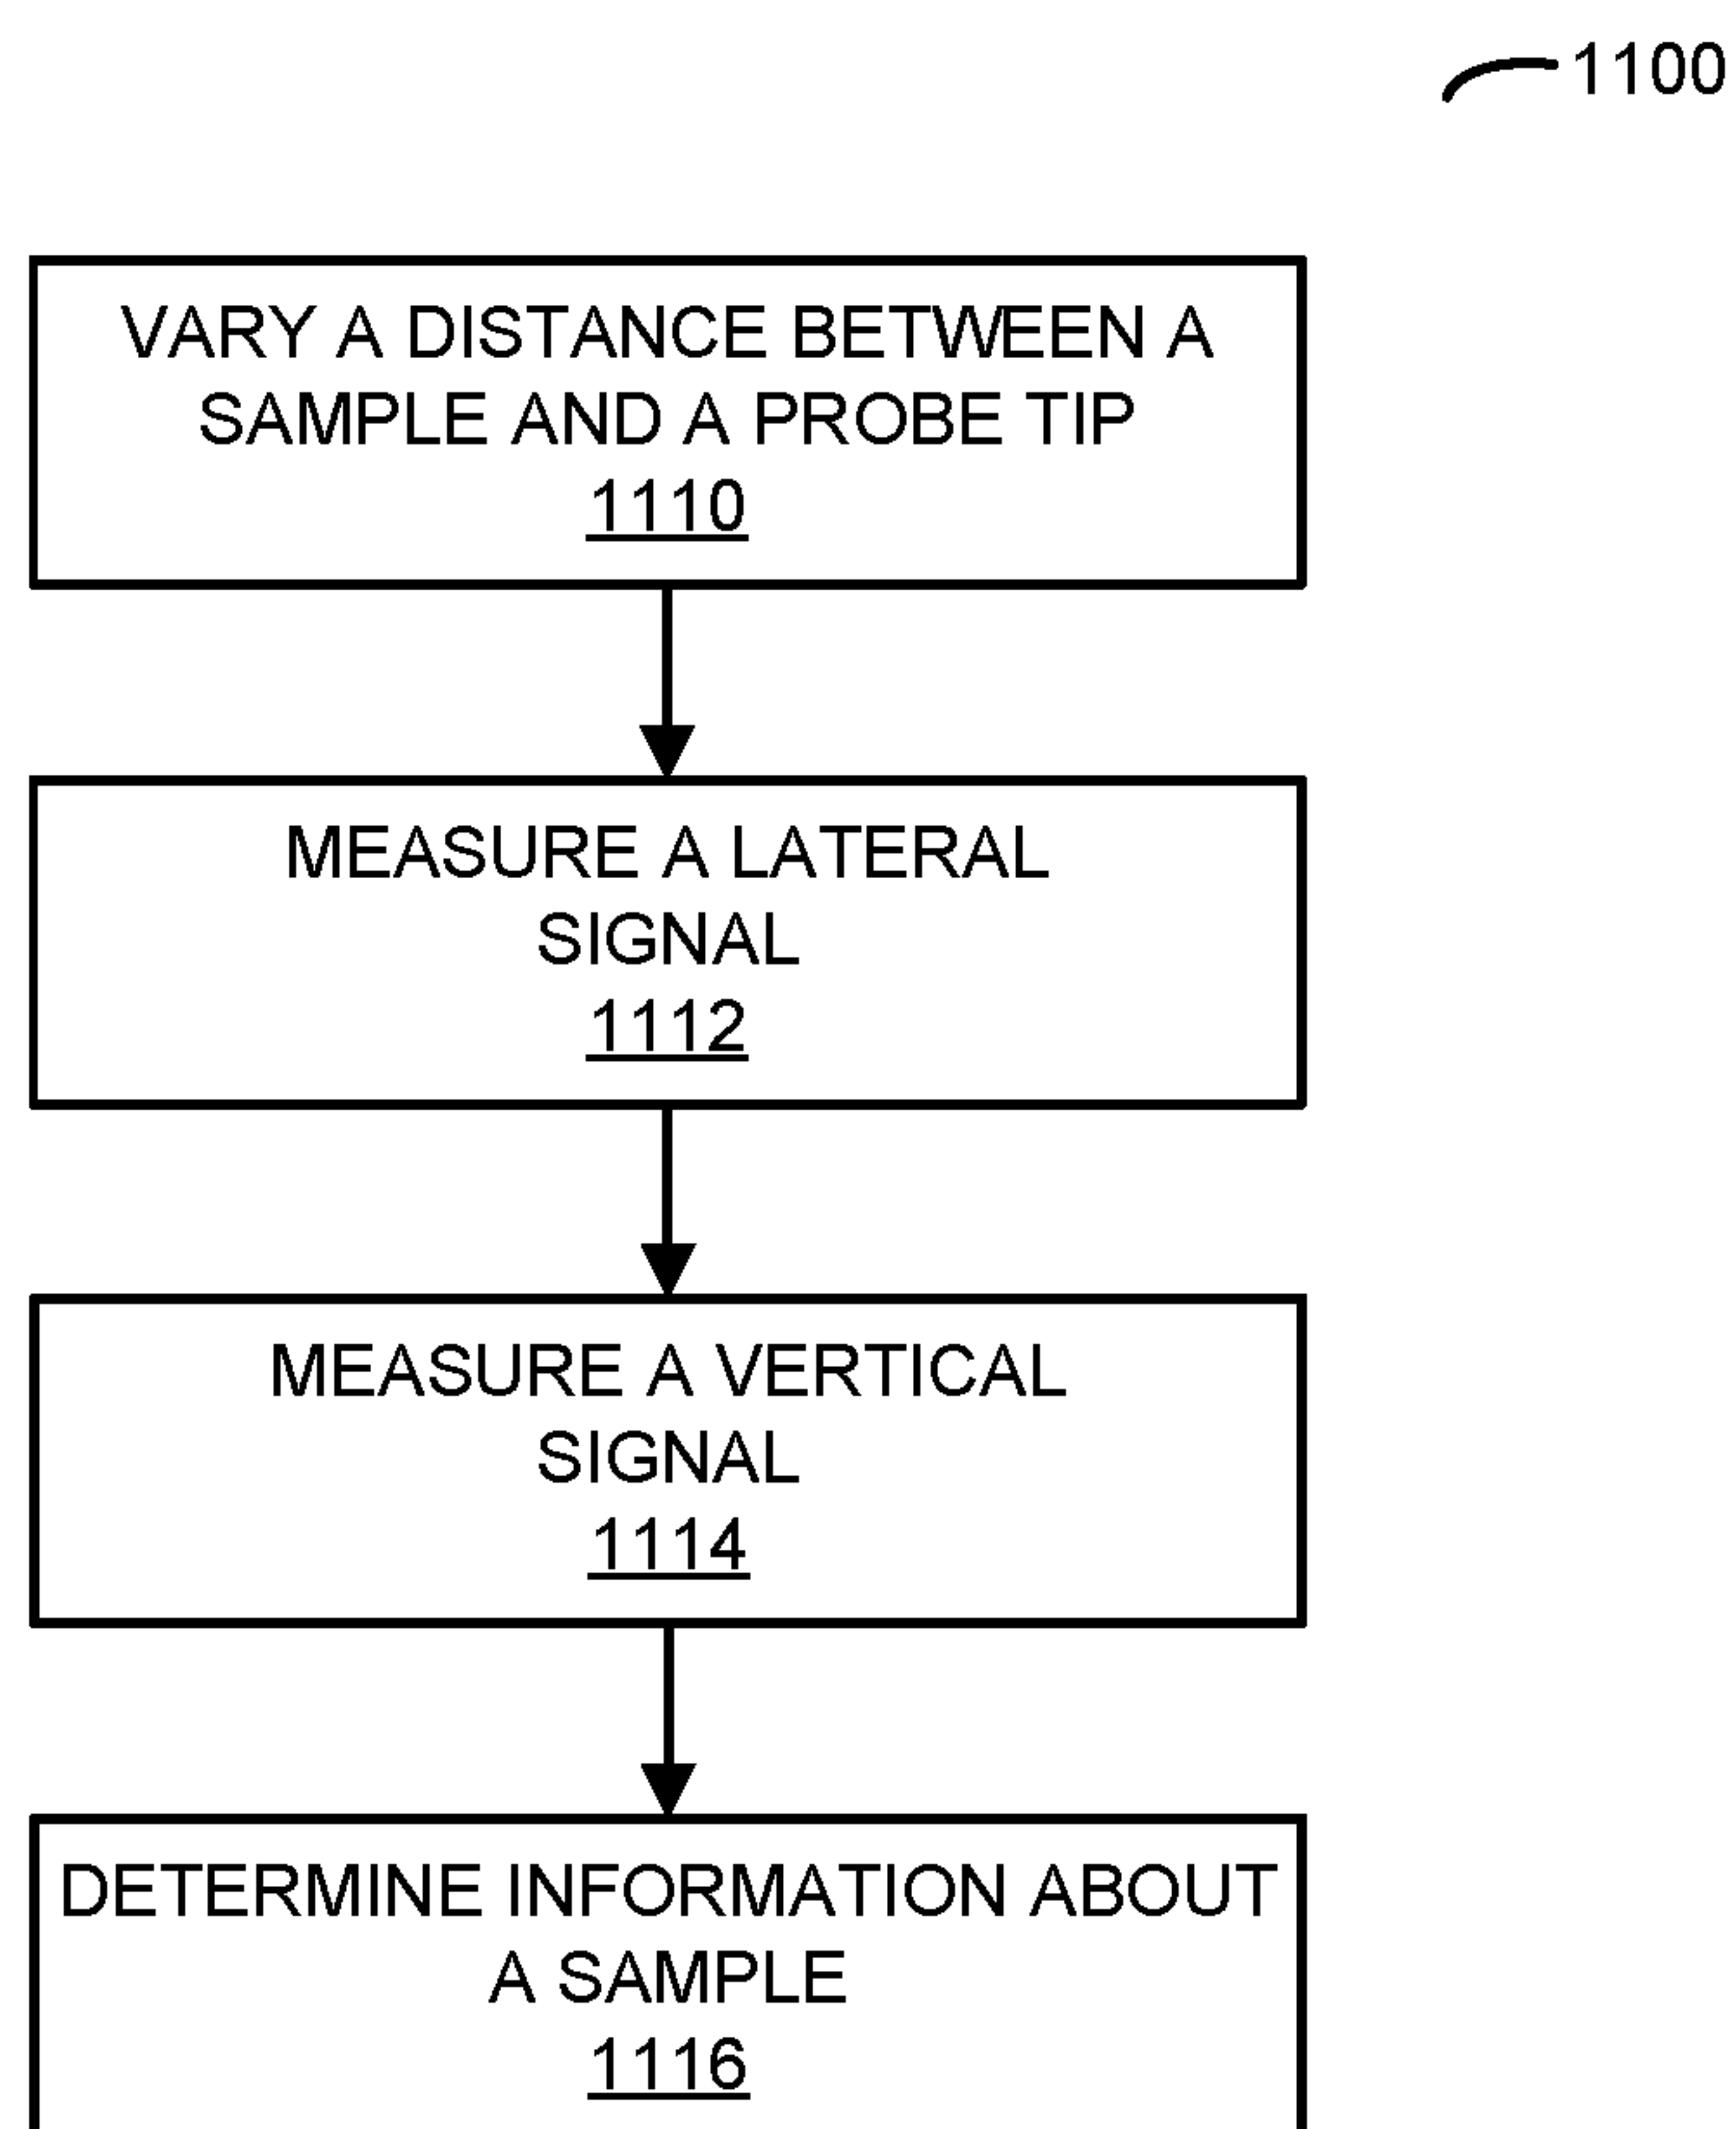 1100
VARY A DISTANCE BETWEEN A
SAMPLE AND A PROBE TIP
1110
MEASURE A LATERAL
SIGNAL
1112
MEASURE A VERTICAL
SIGNAL
1114
DETERMINE INFORMATION ABOUT
A SAMPLE
1116